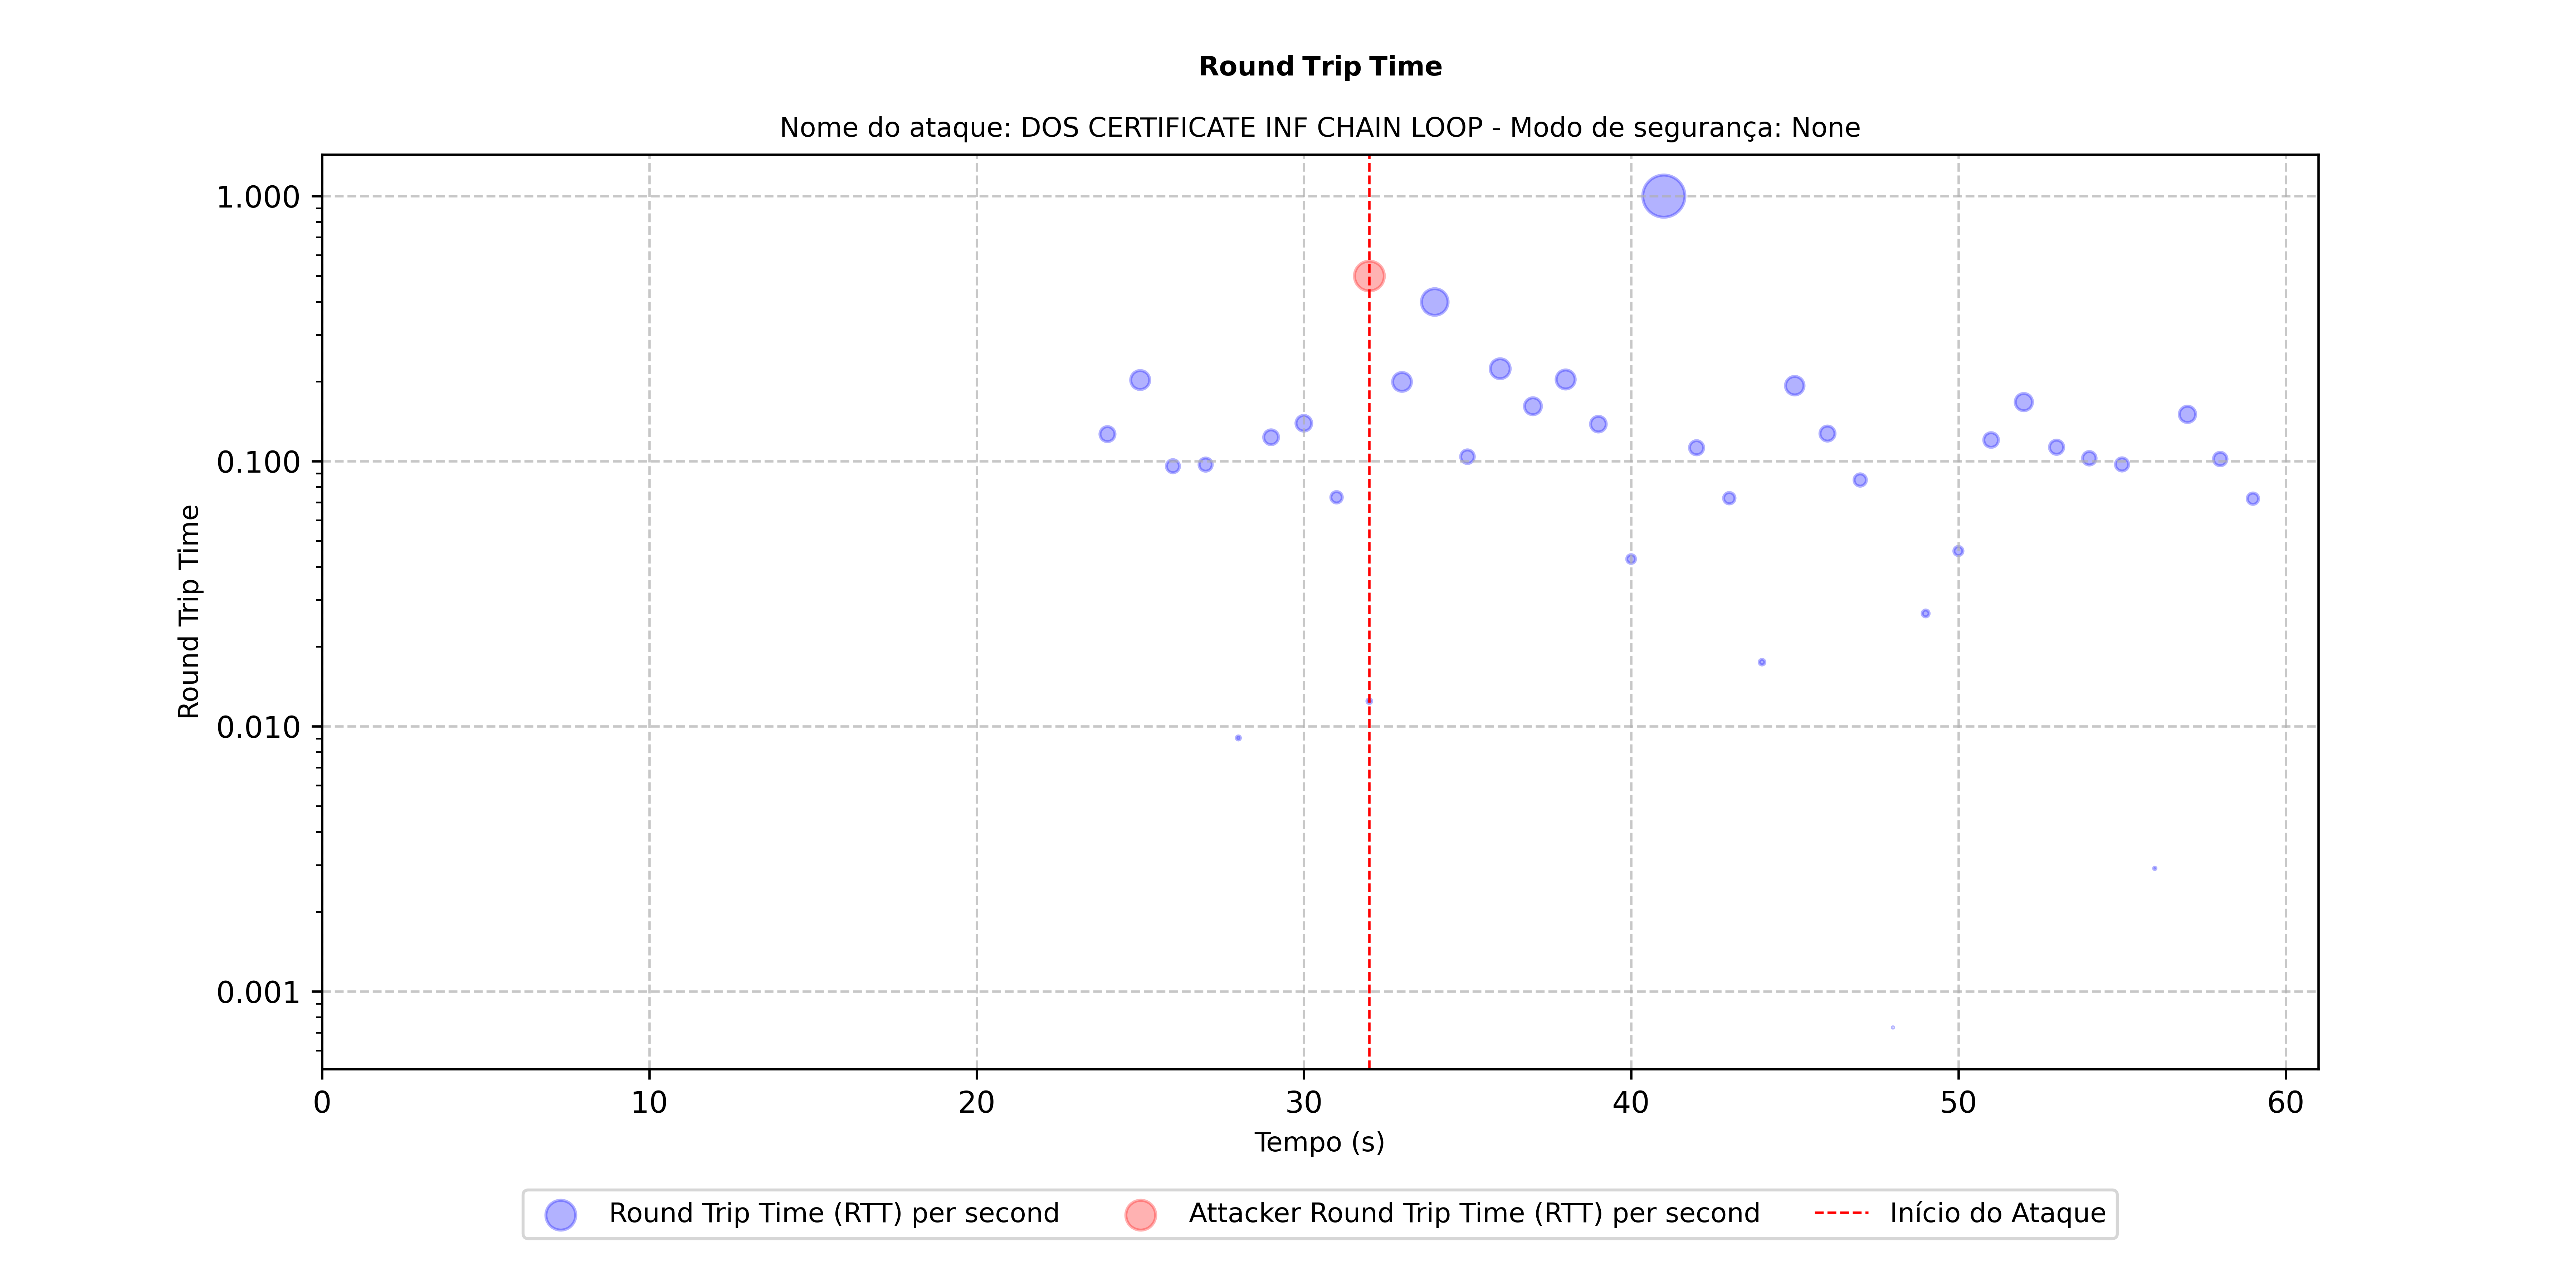 Round Trip Time
Nome do ataque: DOS CERTIFICATE INF CHAIN LOOP - Modo de segurança: None
Round Trip Time
1.000
0.100
0.010
0.001
0 10 20 30 40 50 60
Tempo (s)
Round Trip Time (RTT) per second Attacker Round Trip Time (RTT) per second Início do Ataque